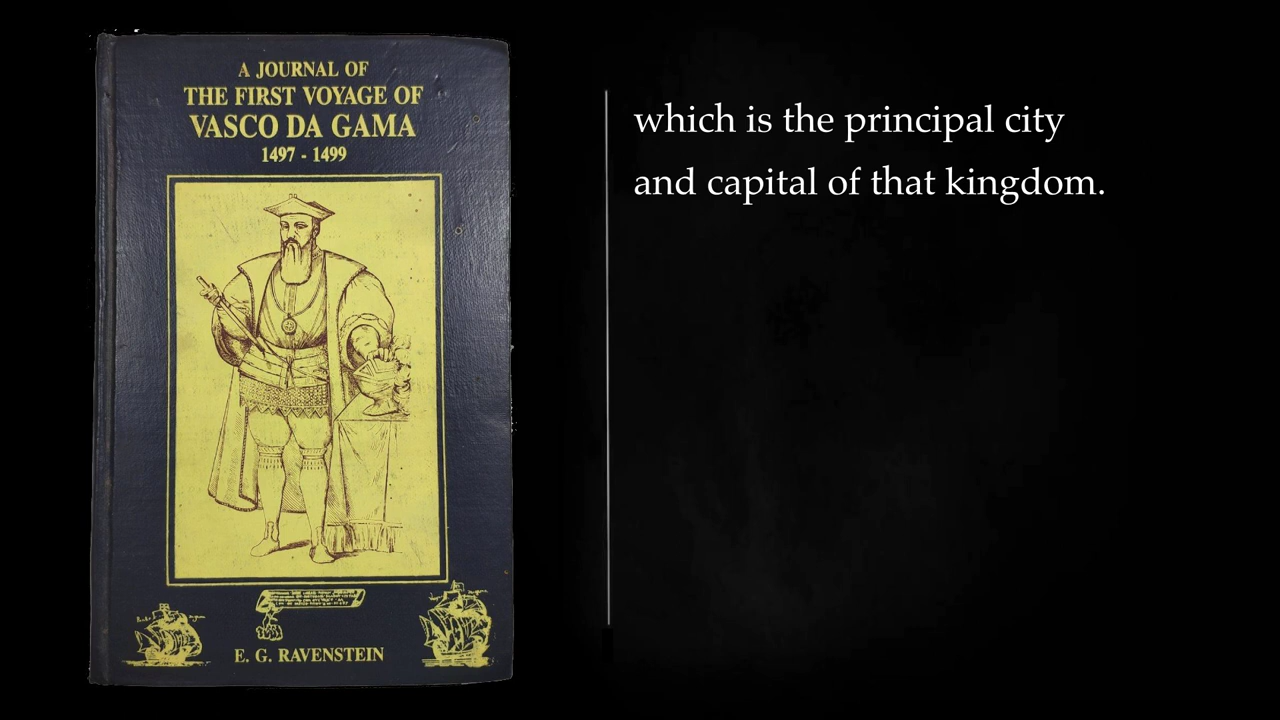 A JOURNAL OF
THE FIRST VOYAGE OF
VASCO DA GAMA
1497 - 1499
E. G. RAVENSTEIN
which is the principal city
and capital of that kingdom.